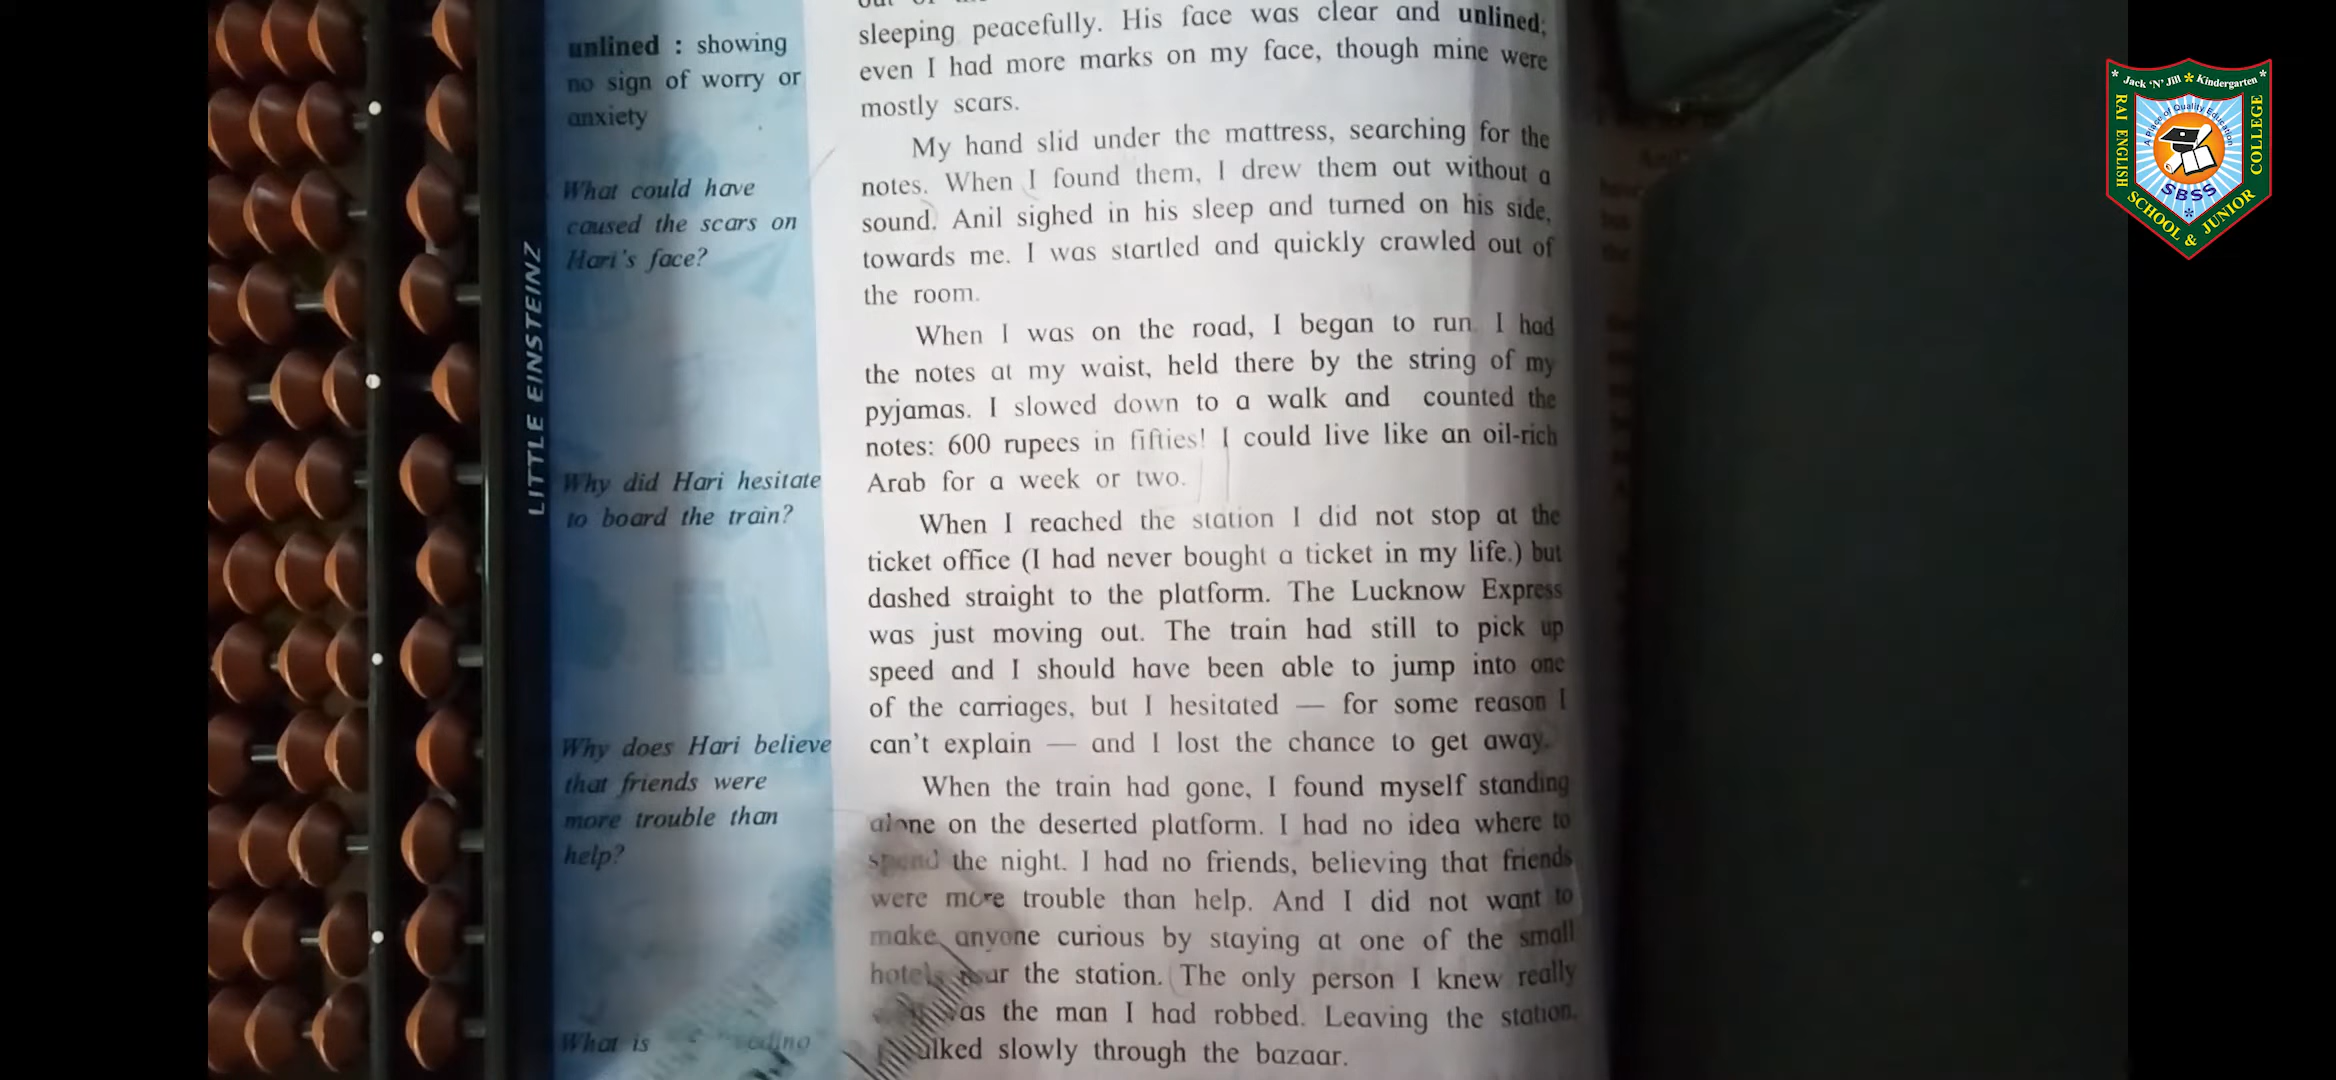 unlined : showing
no sign of worry or
anxiety
What could have
caused the scars on
Hari's face?
Why did Hari hesitate
to board the train?
Why does Hari believe
that friends were
more trouble than
help?
What is
LITTLE EINSTEINZ
sleeping peacefully. His face was clear and unlined;
even I had more marks on my face, though mine were
mostly scars.
My hand slid under the mattress, searching for the
notes. When I found them, I drew them out without a
sound. Anil sighed in his sleep and turned on his side,
towards me. I was startled and quickly crawled out of
the room.
When I was on the road, I began to run. I had
the notes at my waist, held there by the string of my
pyjamas. I slowed down to a walk and counted the
notes: 600 rupees in fifties! I could live like an oil-rich
Arab for a week or two.
When I reached the station I did not stop at the
ticket office (I had never bought a ticket in my life.) but
dashed straight to the platform. The Lucknow Express
was just moving out. The train had still to pick up
speed and I should have been able to jump into one
of the carriages, but I hesitated — for some reason I
can't explain — and I lost the chance to get away.
When the train had gone, I found myself standing
alone on the deserted platform. I had no idea where to
spend the night. I had no friends, believing that friends
were more trouble than help. And I did not want to
make anyone curious by staying at one of the small
hotels near the station. The only person I knew really
was the man I had robbed. Leaving the station,
walked slowly through the bazaar.
Jack 'N' Jill Kindergarten
RAI ENGLISH SCHOOL & JUNIOR COLLEGE
A Place of Quality Education
SBSS